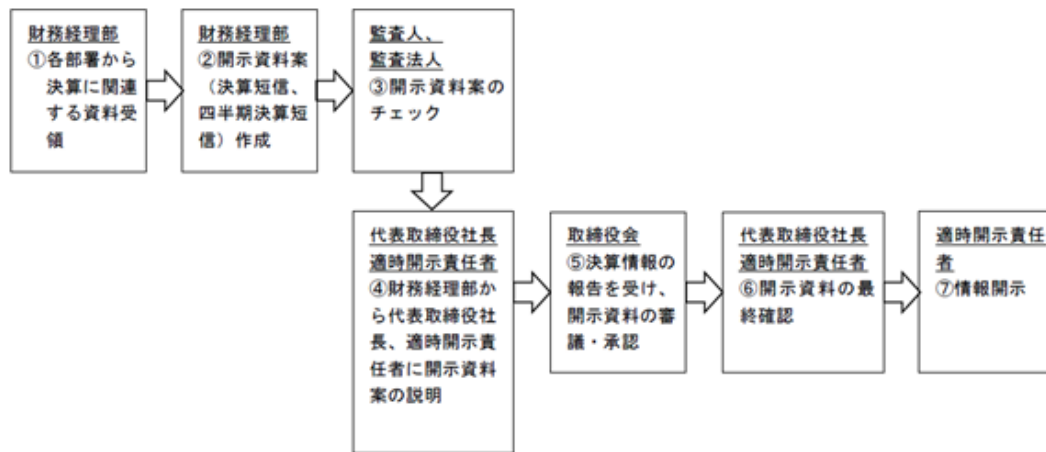 財務経理部
①各部署から
決算に関連
する資料受
領
財務経理部
②開示資料案
（決算短信、
四半期決算短
信）作成
監査人、
監査法人
③開示資料案の
チェック
代表取締役社長
適時開示責任者
④財務経理部か
ら代表取締役社
長、適時開示責
任者に開示資料
案の説明
取締役会
⑤決算情報の
報告を受け、
開示資料の審
議・承認
代表取締役社長
適時開示責任者
⑥開示資料の最
終確認
適時開示責任
者
⑦情報開示